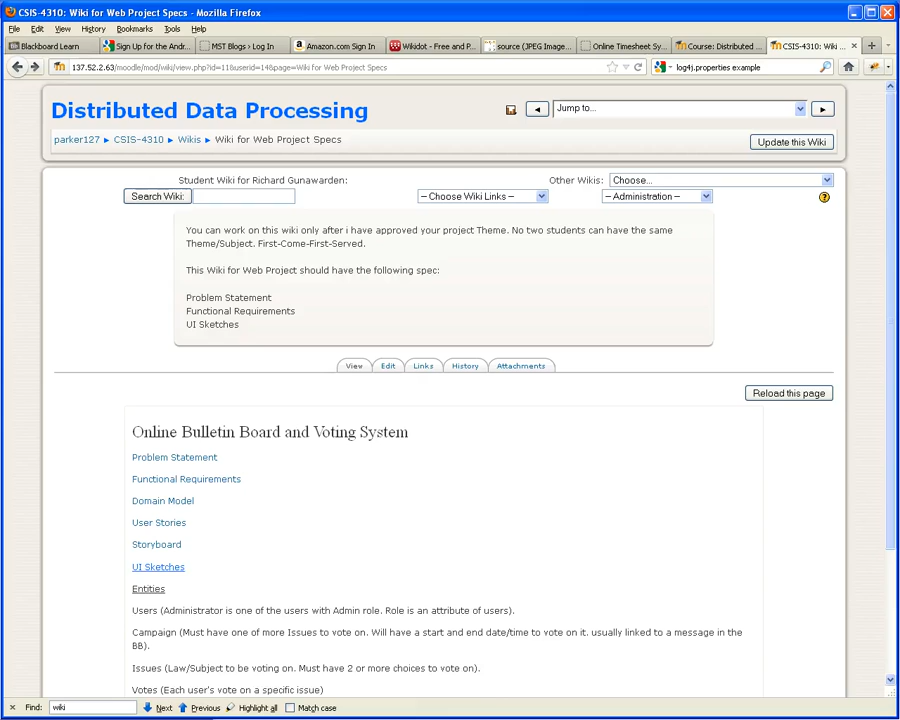 CSIS-4310: Wiki for Web Project Specs - Mozilla Firefox
File Edit View History Bookmarks Tools Help
Blackboard Learn Sign Up for the Andr... MST Blogs › Log In Amazon.com Sign In Wikidot - Free and P... source (JPEG Image,... Online Timesheet Sy... Course: Distributed ... CSIS-4310: Wiki ...
137.52.2.63/moodle/mod/wiki/view.php?id=11&userid=14&page=Wiki for Web Project Specs log4j.properties example
Distributed Data Processing
Jump to...
parker127 ► CSIS-4310 ► Wikis ► Wiki for Web Project Specs
Update this Wiki
Student Wiki for Richard Gunawarden: Other Wikis: Choose...
Search Wiki: -- Choose Wiki Links -- -- Administration --
You can work on this wiki only after i have approved your project Theme. No two students can have the same
Theme/Subject. First-Come-First-Served.
This Wiki for Web Project should have the following spec:
Problem Statement
Functional Requirements
UI Sketches
View Edit Links History Attachments
Reload this page
Online Bulletin Board and Voting System
Problem Statement
Functional Requirements
Domain Model
User Stories
Storyboard
UI Sketches
Entities
Users (Administrator is one of the users with Admin role. Role is an attribute of users).
Campaign (Must have one of more Issues to vote on. Will have a start and end date/time to vote on it. usually linked to a message in the
BB).
Issues (Law/Subject to be voting on. Must have 2 or more choices to vote on).
Votes (Each user's vote on a specific issue)
Find: wiki Next Previous Highlight all Match case